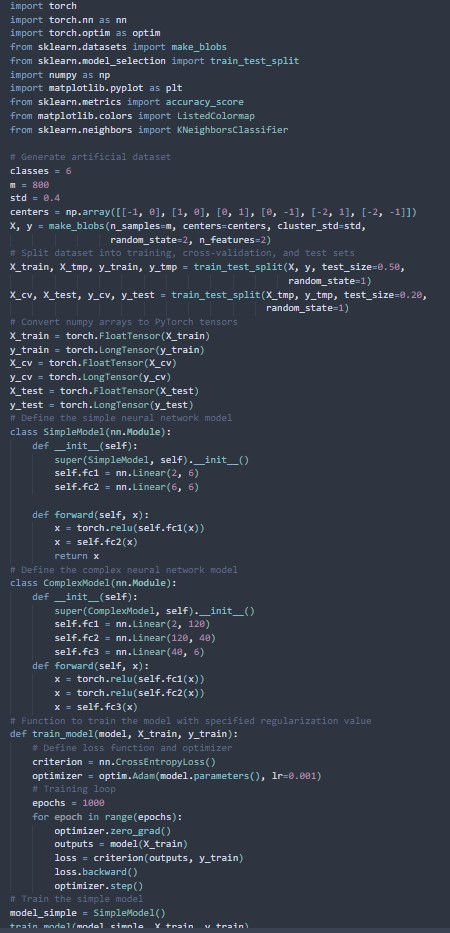 import torch
import torch.nn as nn
import torch.optim as optim
from sklearn.datasets import make_blobs
from sklearn.model_selection import train_test_split
import numpy as np
import matplotlib.pyplot as plt
from sklearn.metrics import accuracy_score
from matplotlib.colors import ListedColormap
from sklearn.neighbors import KNeighborsClassifier

# Generate artificial dataset
classes = 6
m = 800
std = 0.4
centers = np.array([[-1, 0], [1, 0], [0, 1], [0, -1], [-2, 1], [-2, -1]])
X, y = make_blobs(n_samples=m, centers=centers, cluster_std=std,
                  random_state=2, n_features=2)
# Split dataset into training, cross-validation, and test sets
X_train, X_tmp, y_train, y_tmp = train_test_split(X, y, test_size=0.50,
                                                  random_state=1)
X_cv, X_test, y_cv, y_test = train_test_split(X_tmp, y_tmp, test_size=0.20,
                                              random_state=1)
# Convert numpy arrays to PyTorch tensors
X_train = torch.FloatTensor(X_train)
y_train = torch.LongTensor(y_train)
X_cv = torch.FloatTensor(X_cv)
y_cv = torch.LongTensor(y_cv)
X_test = torch.FloatTensor(X_test)
y_test = torch.LongTensor(y_test)
# Define the simple neural network model
class SimpleModel(nn.Module):
    def __init__(self):
        super(SimpleModel, self).__init__()
        self.fc1 = nn.Linear(2, 6)
        self.fc2 = nn.Linear(6, 6)

    def forward(self, x):
        x = torch.relu(self.fc1(x))
        x = self.fc2(x)
        return x
# Define the complex neural network model
class ComplexModel(nn.Module):
    def __init__(self):
        super(ComplexModel, self).__init__()
        self.fc1 = nn.Linear(2, 120)
        self.fc2 = nn.Linear(120, 40)
        self.fc3 = nn.Linear(40, 6)
    def forward(self, x):
        x = torch.relu(self.fc1(x))
        x = torch.relu(self.fc2(x))
        x = self.fc3(x)
# Function to train the model with specified regularization value
def train_model(model, X_train, y_train):
    # Define loss function and optimizer
    criterion = nn.CrossEntropyLoss()
    optimizer = optim.Adam(model.parameters(), lr=0.001)
    # Training loop
    epochs = 1000
    for epoch in range(epochs):
        optimizer.zero_grad()
        outputs = model(X_train)
        loss = criterion(outputs, y_train)
        loss.backward()
        optimizer.step()
# Train the simple model
model_simple = SimpleModel()
train_model(model_simple, X_train, y_train)